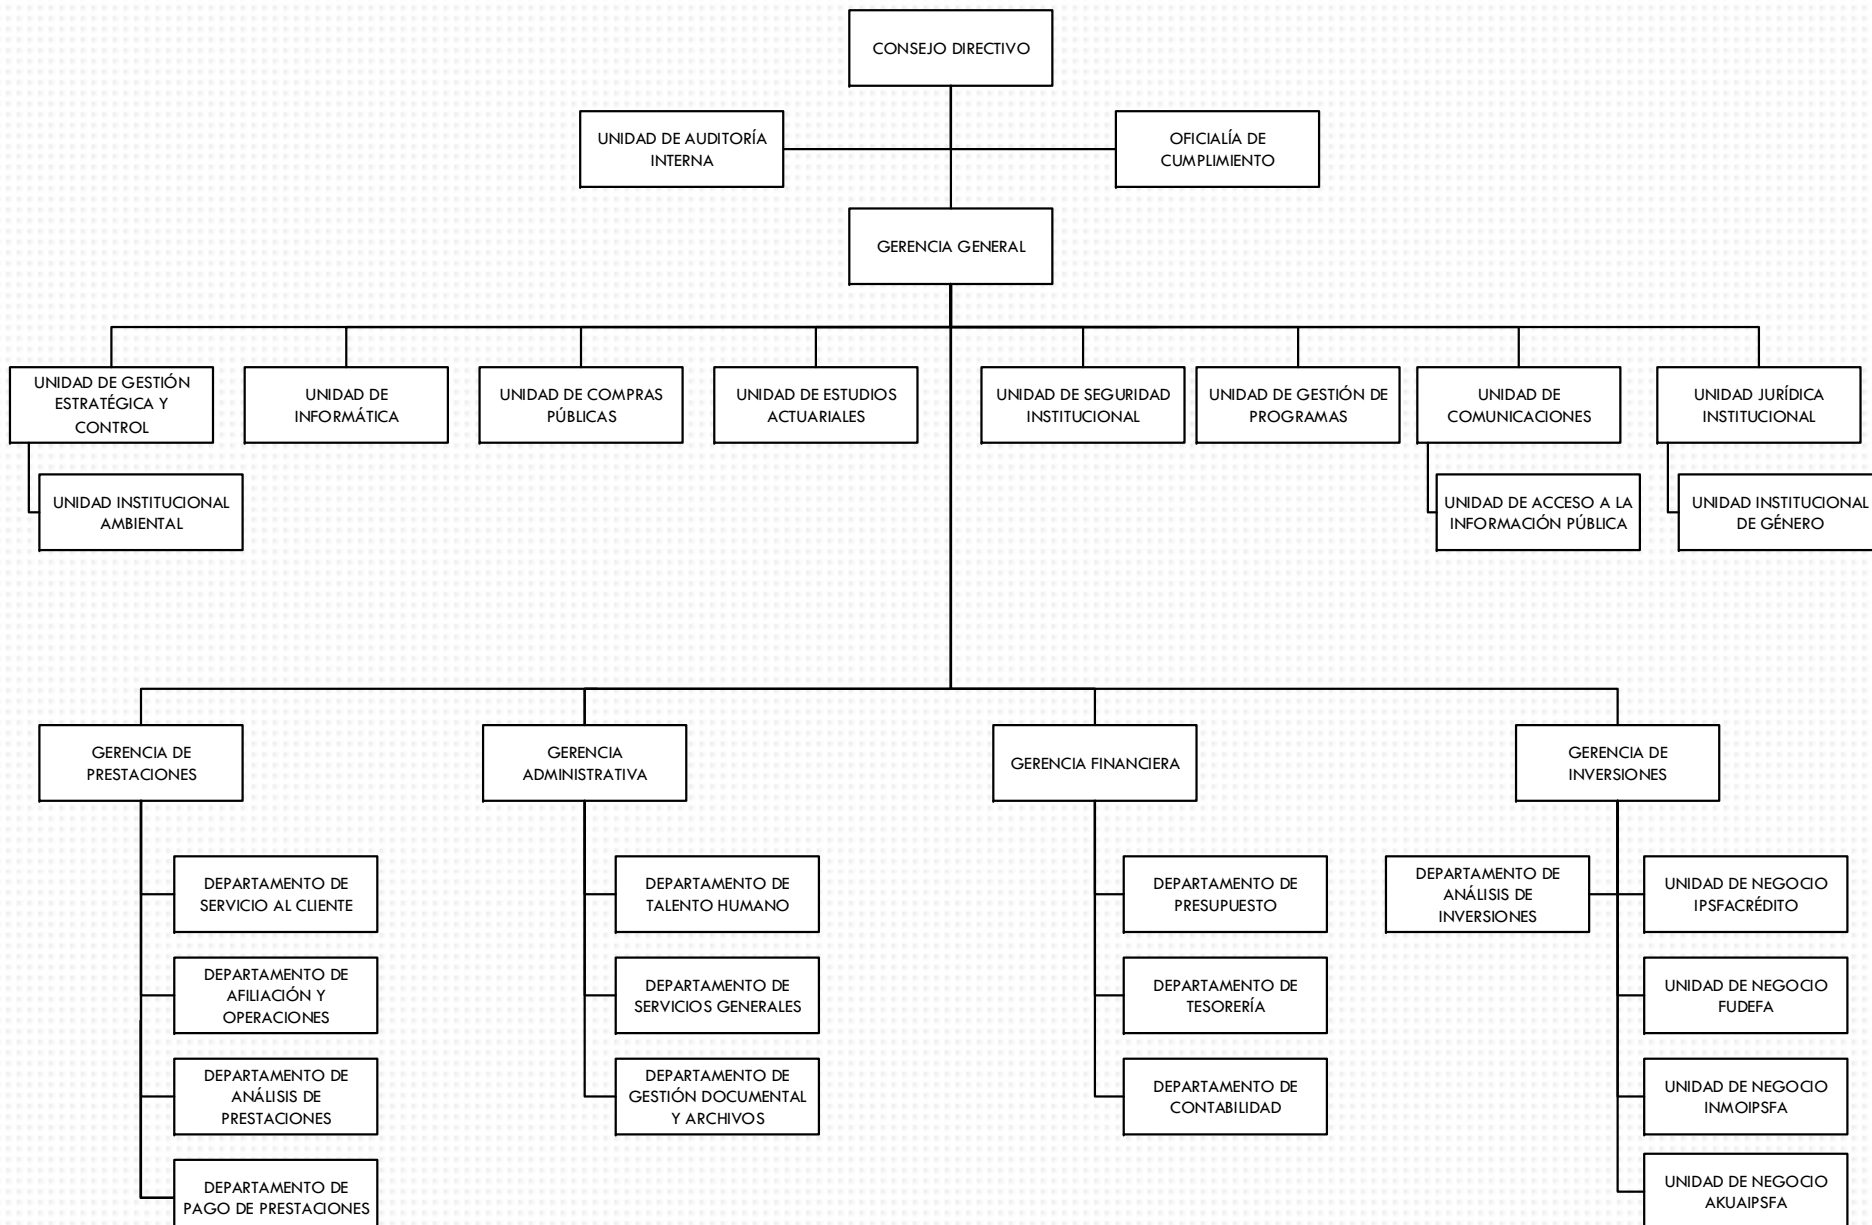 CONSEJO DIRECTIVO
UNIDAD DE AUDITORÍA
INTERNA
OFICIALÍA DE
CUMPLIMIENTO
GERENCIA GENERAL
UNIDAD DE GESTIÓN
ESTRATÉGICA Y
CONTROL
UNIDAD DE
INFORMÁTICA
UNIDAD DE COMPRAS
PÚBLICAS
UNIDAD DE ESTUDIOS
ACTUARIALES
UNIDAD DE SEGURIDAD
INSTITUCIONAL
UNIDAD DE GESTIÓN DE
PROGRAMAS
UNIDAD DE
COMUNICACIONES
UNIDAD JURÍDICA
INSTITUCIONAL
UNIDAD INSTITUCIONAL
AMBIENTAL
UNIDAD DE ACCESO A LA
INFORMACIÓN PÚBLICA
UNIDAD INSTITUCIONAL
DE GÉNERO
GERENCIA DE
PRESTACIONES
GERENCIA
ADMINISTRATIVA
GERENCIA FINANCIERA
GERENCIA DE
INVERSIONES
DEPARTAMENTO DE
SERVICIO AL CLIENTE
DEPARTAMENTO DE
TALENTO HUMANO
DEPARTAMENTO DE
PRESUPUESTO
DEPARTAMENTO DE
ANÁLISIS DE
INVERSIONES
UNIDAD DE NEGOCIO
IPSFACRÉDITO
DEPARTAMENTO DE
AFILIACIÓN Y
OPERACIONES
DEPARTAMENTO DE
SERVICIOS GENERALES
DEPARTAMENTO DE
TESORERÍA
UNIDAD DE NEGOCIO
FUDEFA
DEPARTAMENTO DE
ANÁLISIS DE
PRESTACIONES
DEPARTAMENTO DE
GESTIÓN DOCUMENTAL
Y ARCHIVOS
DEPARTAMENTO DE
CONTABILIDAD
UNIDAD DE NEGOCIO
INMOIPSFA
DEPARTAMENTO DE
PAGO DE PRESTACIONES
UNIDAD DE NEGOCIO
AKUAIPSFA